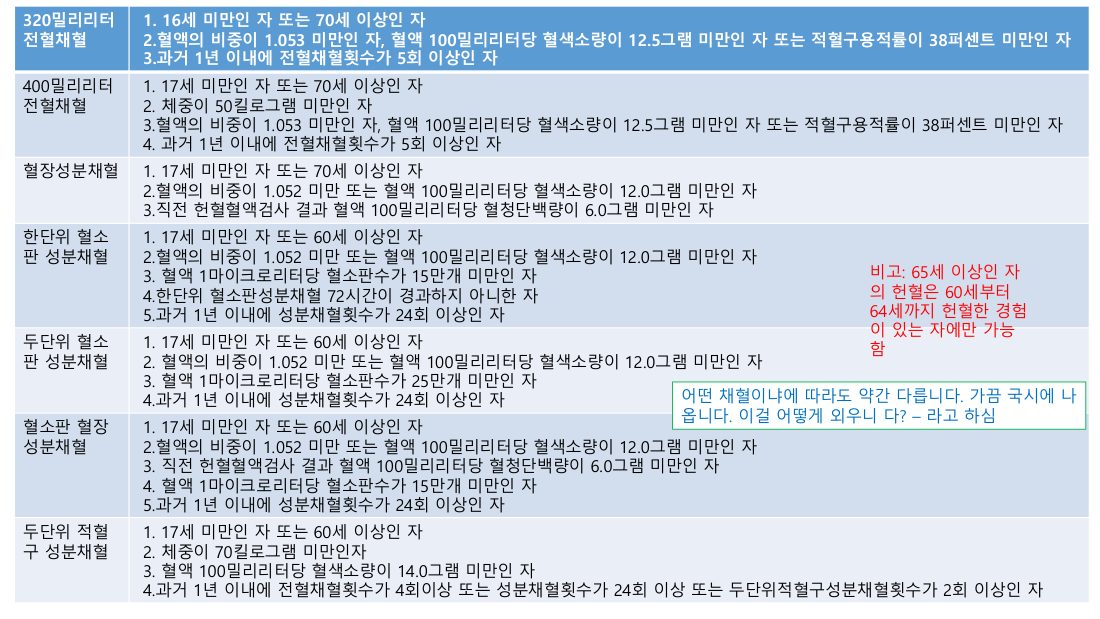 320밀리리터
전혈채혈
1. 16세 미만인 자 또는 70세 이상인 자
2.혈액의 비중이 1.053 미만인 자, 혈액 100밀리리터당 혈색소량이 12.5그램 미만인 자 또는 적혈구용적률이 38퍼센트 미만인 자
3.과거 1년 이내에 전혈채혈횟수가 5회 이상인 자
400밀리리터
전혈채혈
1. 17세 미만인 자 또는 70세 이상인 자
2. 체중이 50킬로그램 미만인 자
3.혈액의 비중이 1.053 미만인 자, 혈액 100밀리리터당 혈색소량이 12.5그램 미만인 자 또는 적혈구용적률이 38퍼센트 미만인 자
4. 과거 1년 이내에 전혈채혈횟수가 5회 이상인 자
혈장성분채혈
1. 17세 미만인 자 또는 70세 이상인 자
2.혈액의 비중이 1.052 미만 또는 혈액 100밀리리터당 혈색소량이 12.0그램 미만인 자
3.직전 헌혈혈액검사 결과 혈액 100밀리리터당 혈청단백량이 6.0그램 미만인 자
한단위 혈소
판 성분채혈
1. 17세 미만인 자 또는 60세 이상인 자
2.혈액의 비중이 1.052 미만 또는 혈액 100밀리리터당 혈색소량이 12.0그램 미만인 자
3. 혈액 1마이크로리터당 혈소판수가 15만개 미만인 자
4.한단위 혈소판성분채혈 72시간이 경과하지 아니한 자
5.과거 1년 이내에 성분채혈횟수가 24회 이상인 자
비고: 65세 이상인 자
의 헌혈은 60세부터
64세까지 헌혈한 경험
이 있는 자에만 가능
함
두단위 혈소
판 성분채혈
1. 17세 미만인 자 또는 60세 이상인 자
2. 혈액의 비중이 1.052 미만 또는 혈액 100밀리리터당 혈색소량이 12.0그램 미만인 자
3. 혈액 1마이크로리터당 혈소판수가 25만개 미만인 자
4.과거 1년 이내에 성분채혈횟수가 24회 이상인 자
어떤 채혈이냐에 따라도 약간 다릅니다. 가끔 국시에 나
옵니다. 이걸 어떻게 외우니 다? – 라고 하심
혈소판 혈장
성분채혈
1. 17세 미만인 자 또는 60세 이상인 자
2.혈액의 비중이 1.052 미만 또는 혈액 100밀리리터당 혈색소량이 12.0그램 미만인 자
3. 직전 헌혈혈액검사 결과 혈액 100밀리리터당 혈청단백량이 6.0그램 미만인 자
4. 혈액 1마이크로리터당 혈소판수가 15만개 미만인 자
5.과거 1년 이내에 성분채혈횟수가 24회 이상인 자
두단위 적혈
구 성분채혈
1. 17세 미만인 자 또는 60세 이상인 자
2. 체중이 70킬로그램 미만인자
3. 혈액 100밀리리터당 혈색소량이 14.0그램 미만인 자
4.과거 1년 이내에 전혈채혈횟수가 4회이상 또는 성분채혈횟수가 24회 이상 또는 두단위적혈구성분채혈횟수가 2회 이상인 자